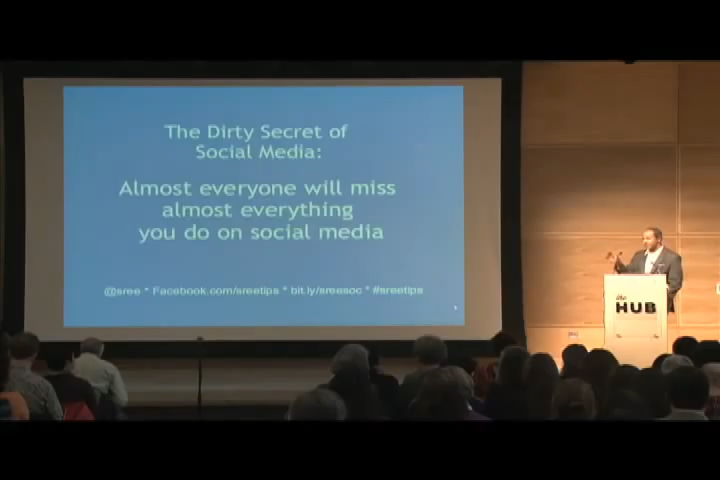 The Dirty Secret of
Social Media:
Almost everyone will miss
almost everything
you do on social media
@sree * Facebook.com/sreetips * bit.ly/sreesoc * #sreetips
the
HUB